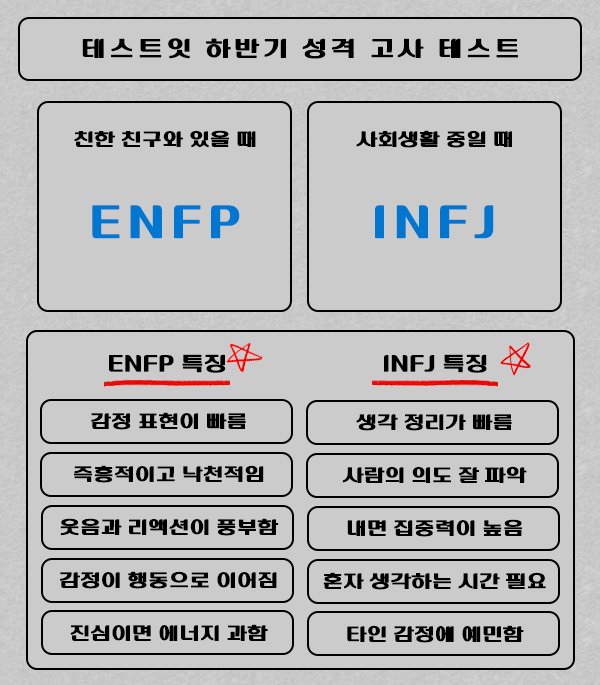 테스트잇 하반기 성격 고사 테스트
친한 친구와 있을 때
ENFP
사회생활 중일 때
INFJ
ENFP 특징
감정 표현이 빠름
즉흥적이고 낙천적임
웃음과 리액션이 풍부함
감정이 행동으로 이어짐
진심이면 에너지 과함
INFJ 특징
생각 정리가 빠름
사람의 의도 잘 파악
내면 집중력이 높음
혼자 생각하는 시간 필요
타인 감정에 예민함